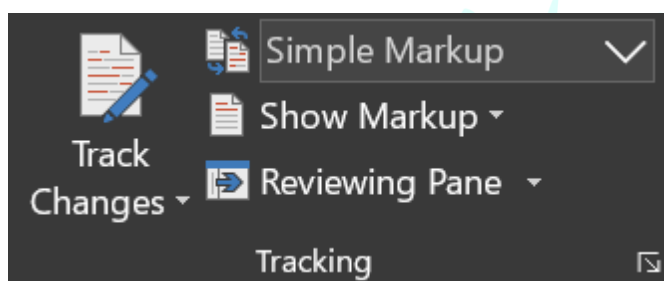 Simple Markup
Show Markup
Track
Changes
Reviewing Pane
Tracking